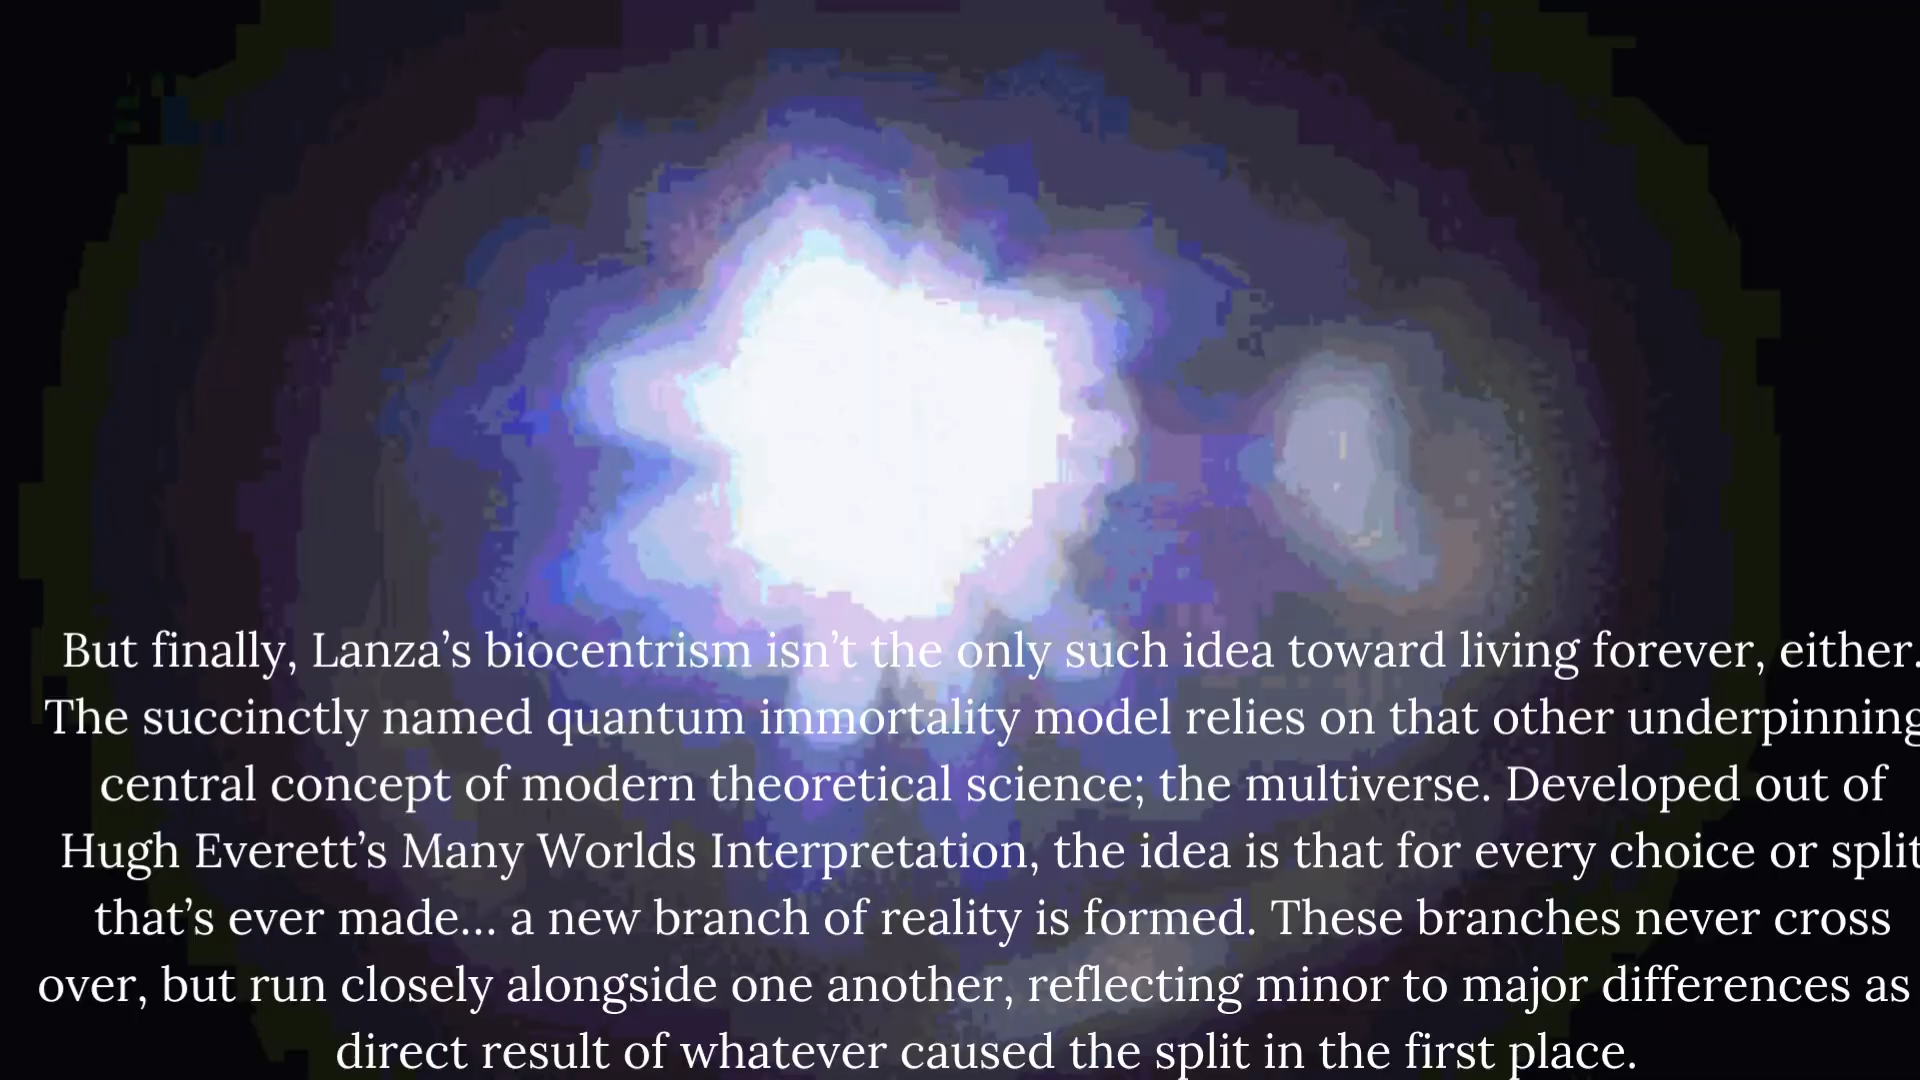 But finally, Lanza’s biocentrism isn’t the only such idea toward living forever, either.
The succinctly named quantum immortality model relies on that other underpinning
central concept of modern theoretical science; the multiverse. Developed out of
Hugh Everett’s Many Worlds Interpretation, the idea is that for every choice or split
that’s ever made… a new branch of reality is formed. These branches never cross
over, but run closely alongside one another, reflecting minor to major differences as
direct result of whatever caused the split in the first place.